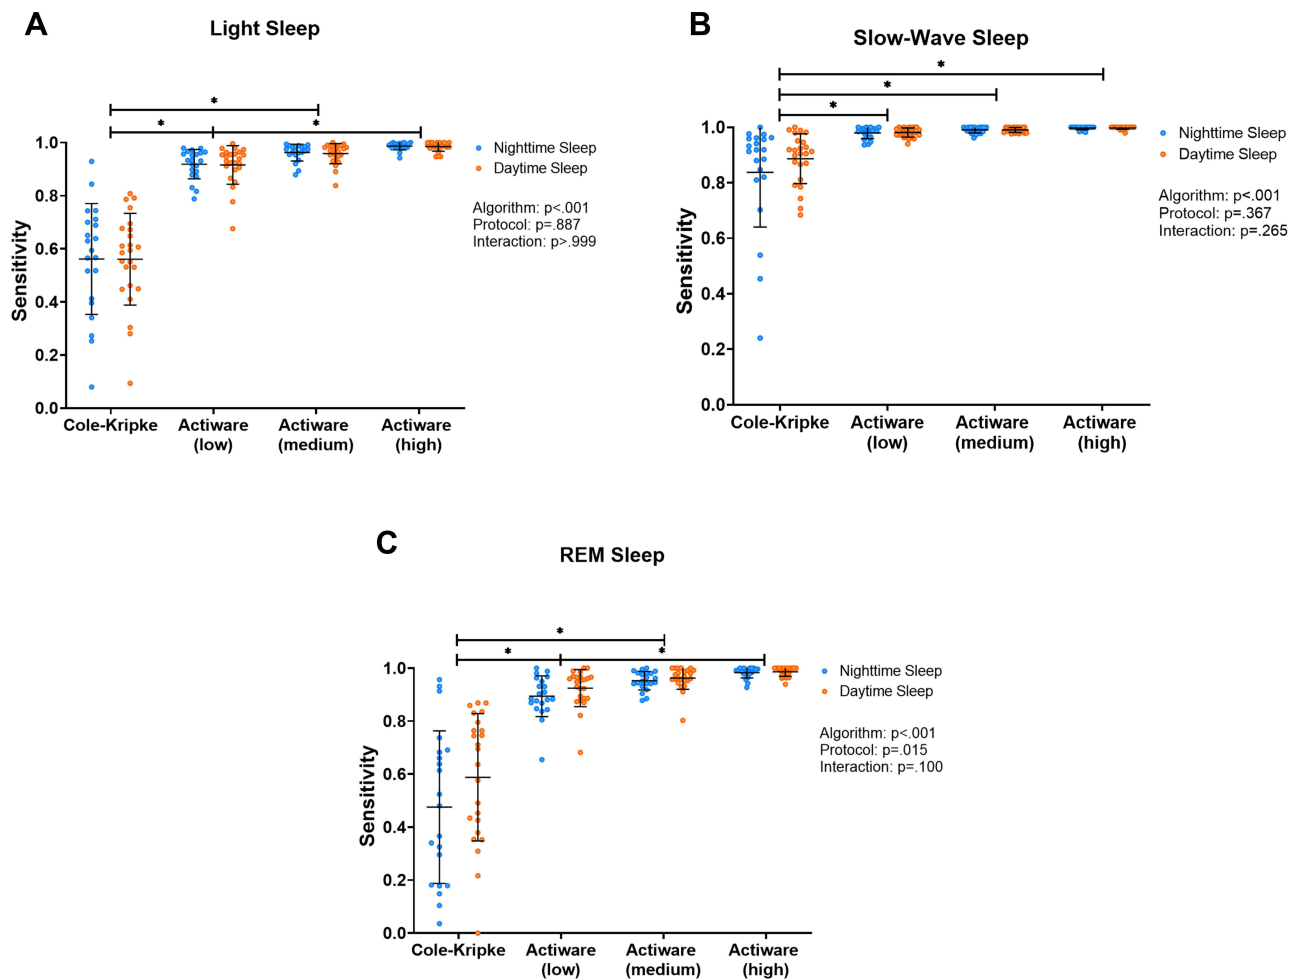 A
Light Sleep
*
*
*
Sensitivity
1.0
0.8
0.6
0.4
0.2
0.0
Cole-Kripke
Actiware
(low)
Actiware
(medium)
Actiware
(high)
Nighttime Sleep
Daytime Sleep
Algorithm: p<.001
Protocol: p=.887
Interaction: p>.999
B
Slow-Wave Sleep
*
*
*
Sensitivity
1.0
0.8
0.6
0.4
0.2
0.0
Cole-Kripke
Actiware
(low)
Actiware
(medium)
Actiware
(high)
Nighttime Sleep
Daytime Sleep
Algorithm: p<.001
Protocol: p=.367
Interaction: p=.265
C
REM Sleep
*
*
*
Sensitivity
1.0
0.8
0.6
0.4
0.2
0.0
Cole-Kripke
Actiware
(low)
Actiware
(medium)
Actiware
(high)
Nighttime Sleep
Daytime Sleep
Algorithm: p<.001
Protocol: p=.015
Interaction: p=.100